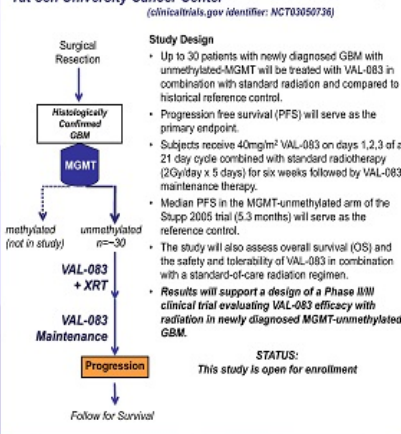 (clinicaltrials.gov identifier: NCT03050736)
Surgical
Resection
Histologically
Confirmed
GBM
MGMT
methylated
(not in study)
unmethylated
n=~30
VAL-083
+ XRT
VAL-083
Maintenance
Progression
Follow for Survival
Study Design
• Up to 30 patients with newly diagnosed GBM with
unmethylated-MGMT will be treated with VAL-083 in
combination with standard radiation and compared to
historical reference control.
• Progression free survival (PFS) will serve as the
primary endpoint.
• Subjects receive 40mg/m² VAL-083 on days 1,2,3 of a
21 day cycle combined with standard radiotherapy
(2Gy/day x 5 days) for six weeks followed by VAL-083
maintenance therapy.
• Median PFS in the MGMT-unmethylated arm of the
Stupp 2005 trial (5.3 months) will serve as the
reference control.
• The study will also assess overall survival (OS) and
the safety and tolerability of VAL-083 in combination
with a standard-of-care radiation regimen.
• Results will support a design of a Phase II/III
clinical trial evaluating VAL-083 efficacy with
radiation in newly diagnosed MGMT-unmethylated
GBM.
STATUS:
This study is open for enrollment